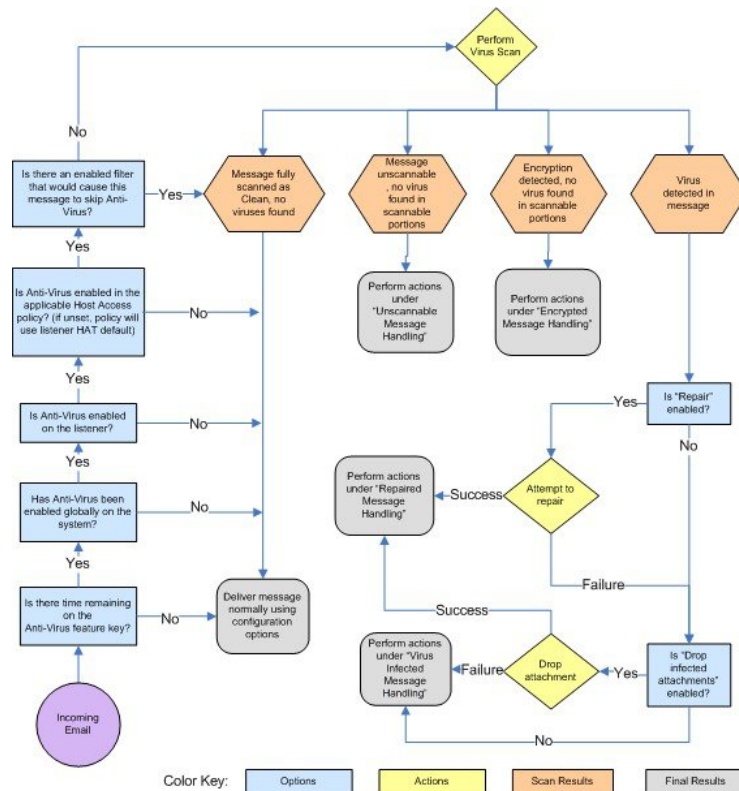 Perform
Virus Scan
No
Is there an enabled filter
that would cause this
message to skip Anti-
Virus?
Yes
Message fully
scanned as
Clean, no
viruses found
Message
unscannable
, no virus
found in
scannable
portions
Encryption
detected, no
virus found
in scannable
portions
Virus
detected in
message
Yes
Is Anti-Virus enabled in the
applicable Host Access
policy? (if unset, policy will
use listener HAT default)
No
Perform actions
under
"Unscannable
Message
Handling"
Perform actions
under "Encrypted
Message Handling"
Yes
Is Anti-Virus enabled
on the listener?
No
Is "Repair"
enabled?
Yes
No
Yes
Has Anti-Virus been
enabled globally on the
system?
No
Perform actions
under "Repaired
Message
Handling"
Success
Attempt to
repair
Failure
Yes
Is there time remaining
on the
Anti-Virus feature key?
No
Deliver message
normally using
configuration
options
Success
Perform actions
under "Virus
Infected
Message
Handling"
Failure
Drop
attachment
Yes
Is "Drop
infected
attachments"
enabled?
No
Incoming
Email
Color Key:
Options
Actions
Scan Results
Final Results